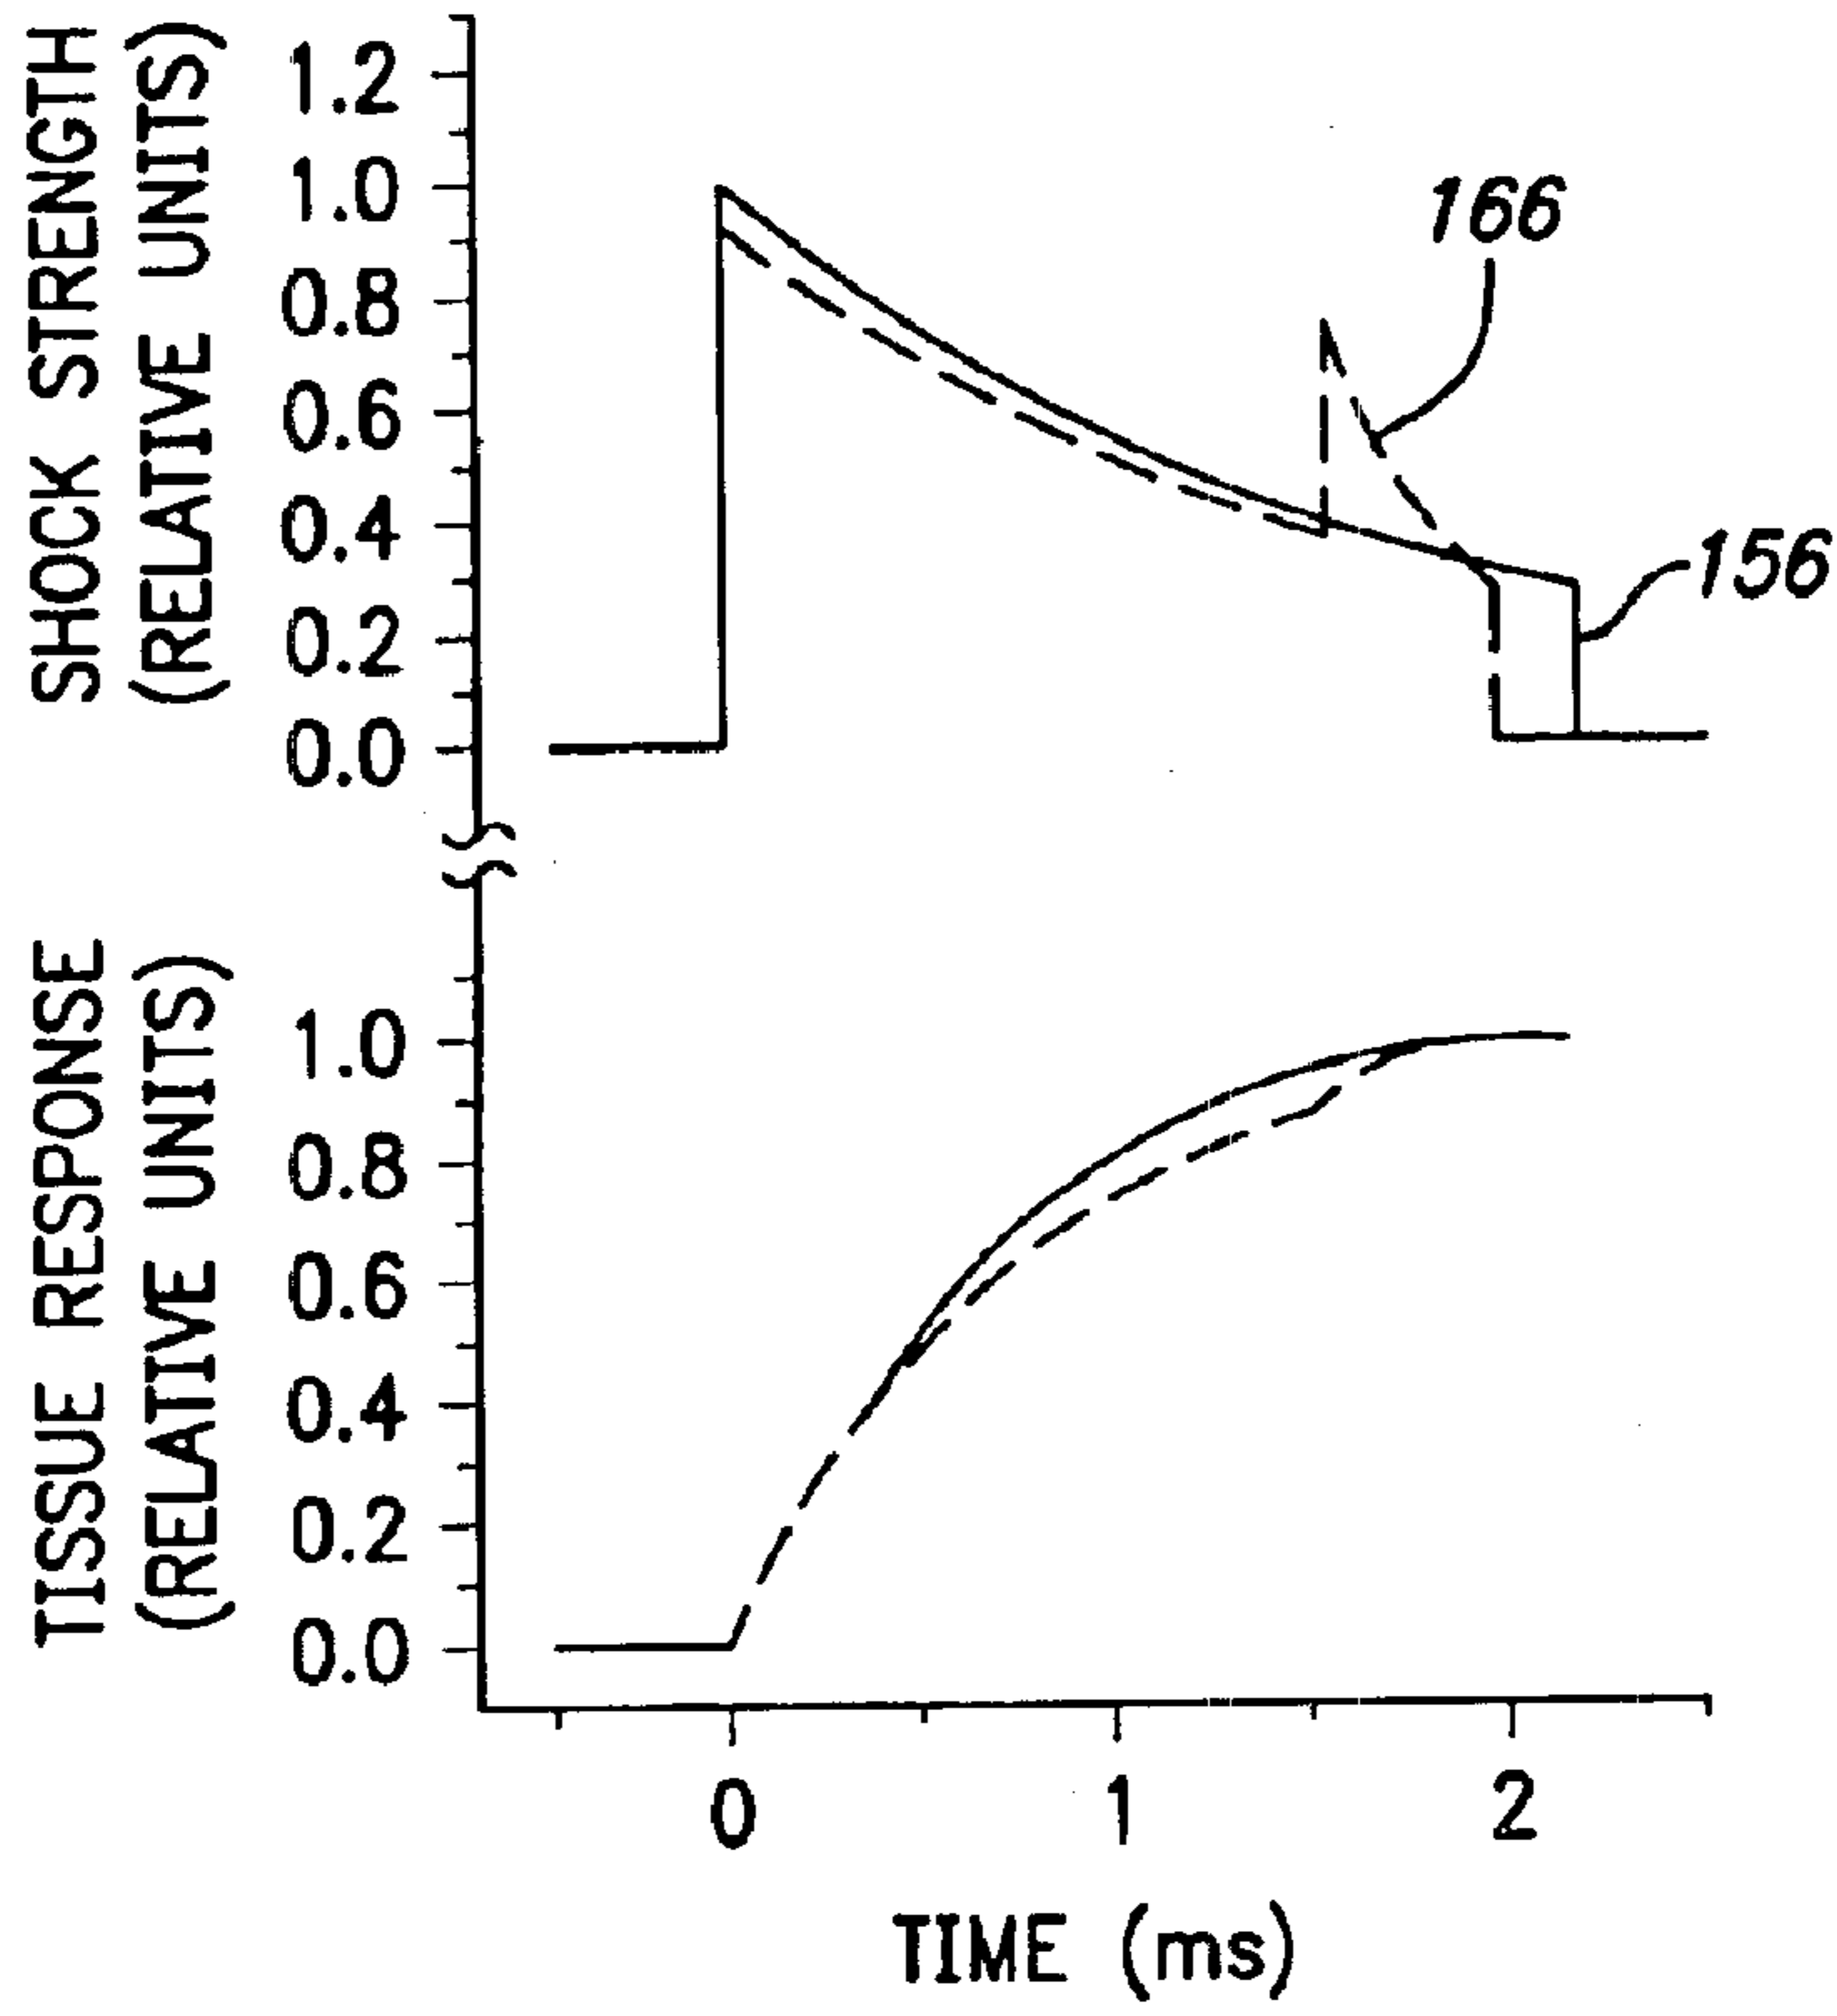 SHOCK STRENGTH
(RELATIVE UNITS)
1.2
1.0
0.8
0.6
0.4
0.2
0.0
166
156
TISSUE RESPONSE
(RELATIVE UNITS)
1.0
0.8
0.6
0.4
0.2
0.0
0 1 2
TIME (ms)